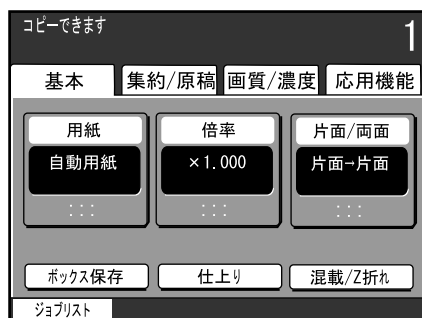 コピーできます
1
基本 集約/原稿 画質/濃度 応用機能
用紙 倍率 片面/両面
自動用紙 ×1.000 片面→片面
ボックス保存 仕上り 混載/Z折れ
ジョブリスト